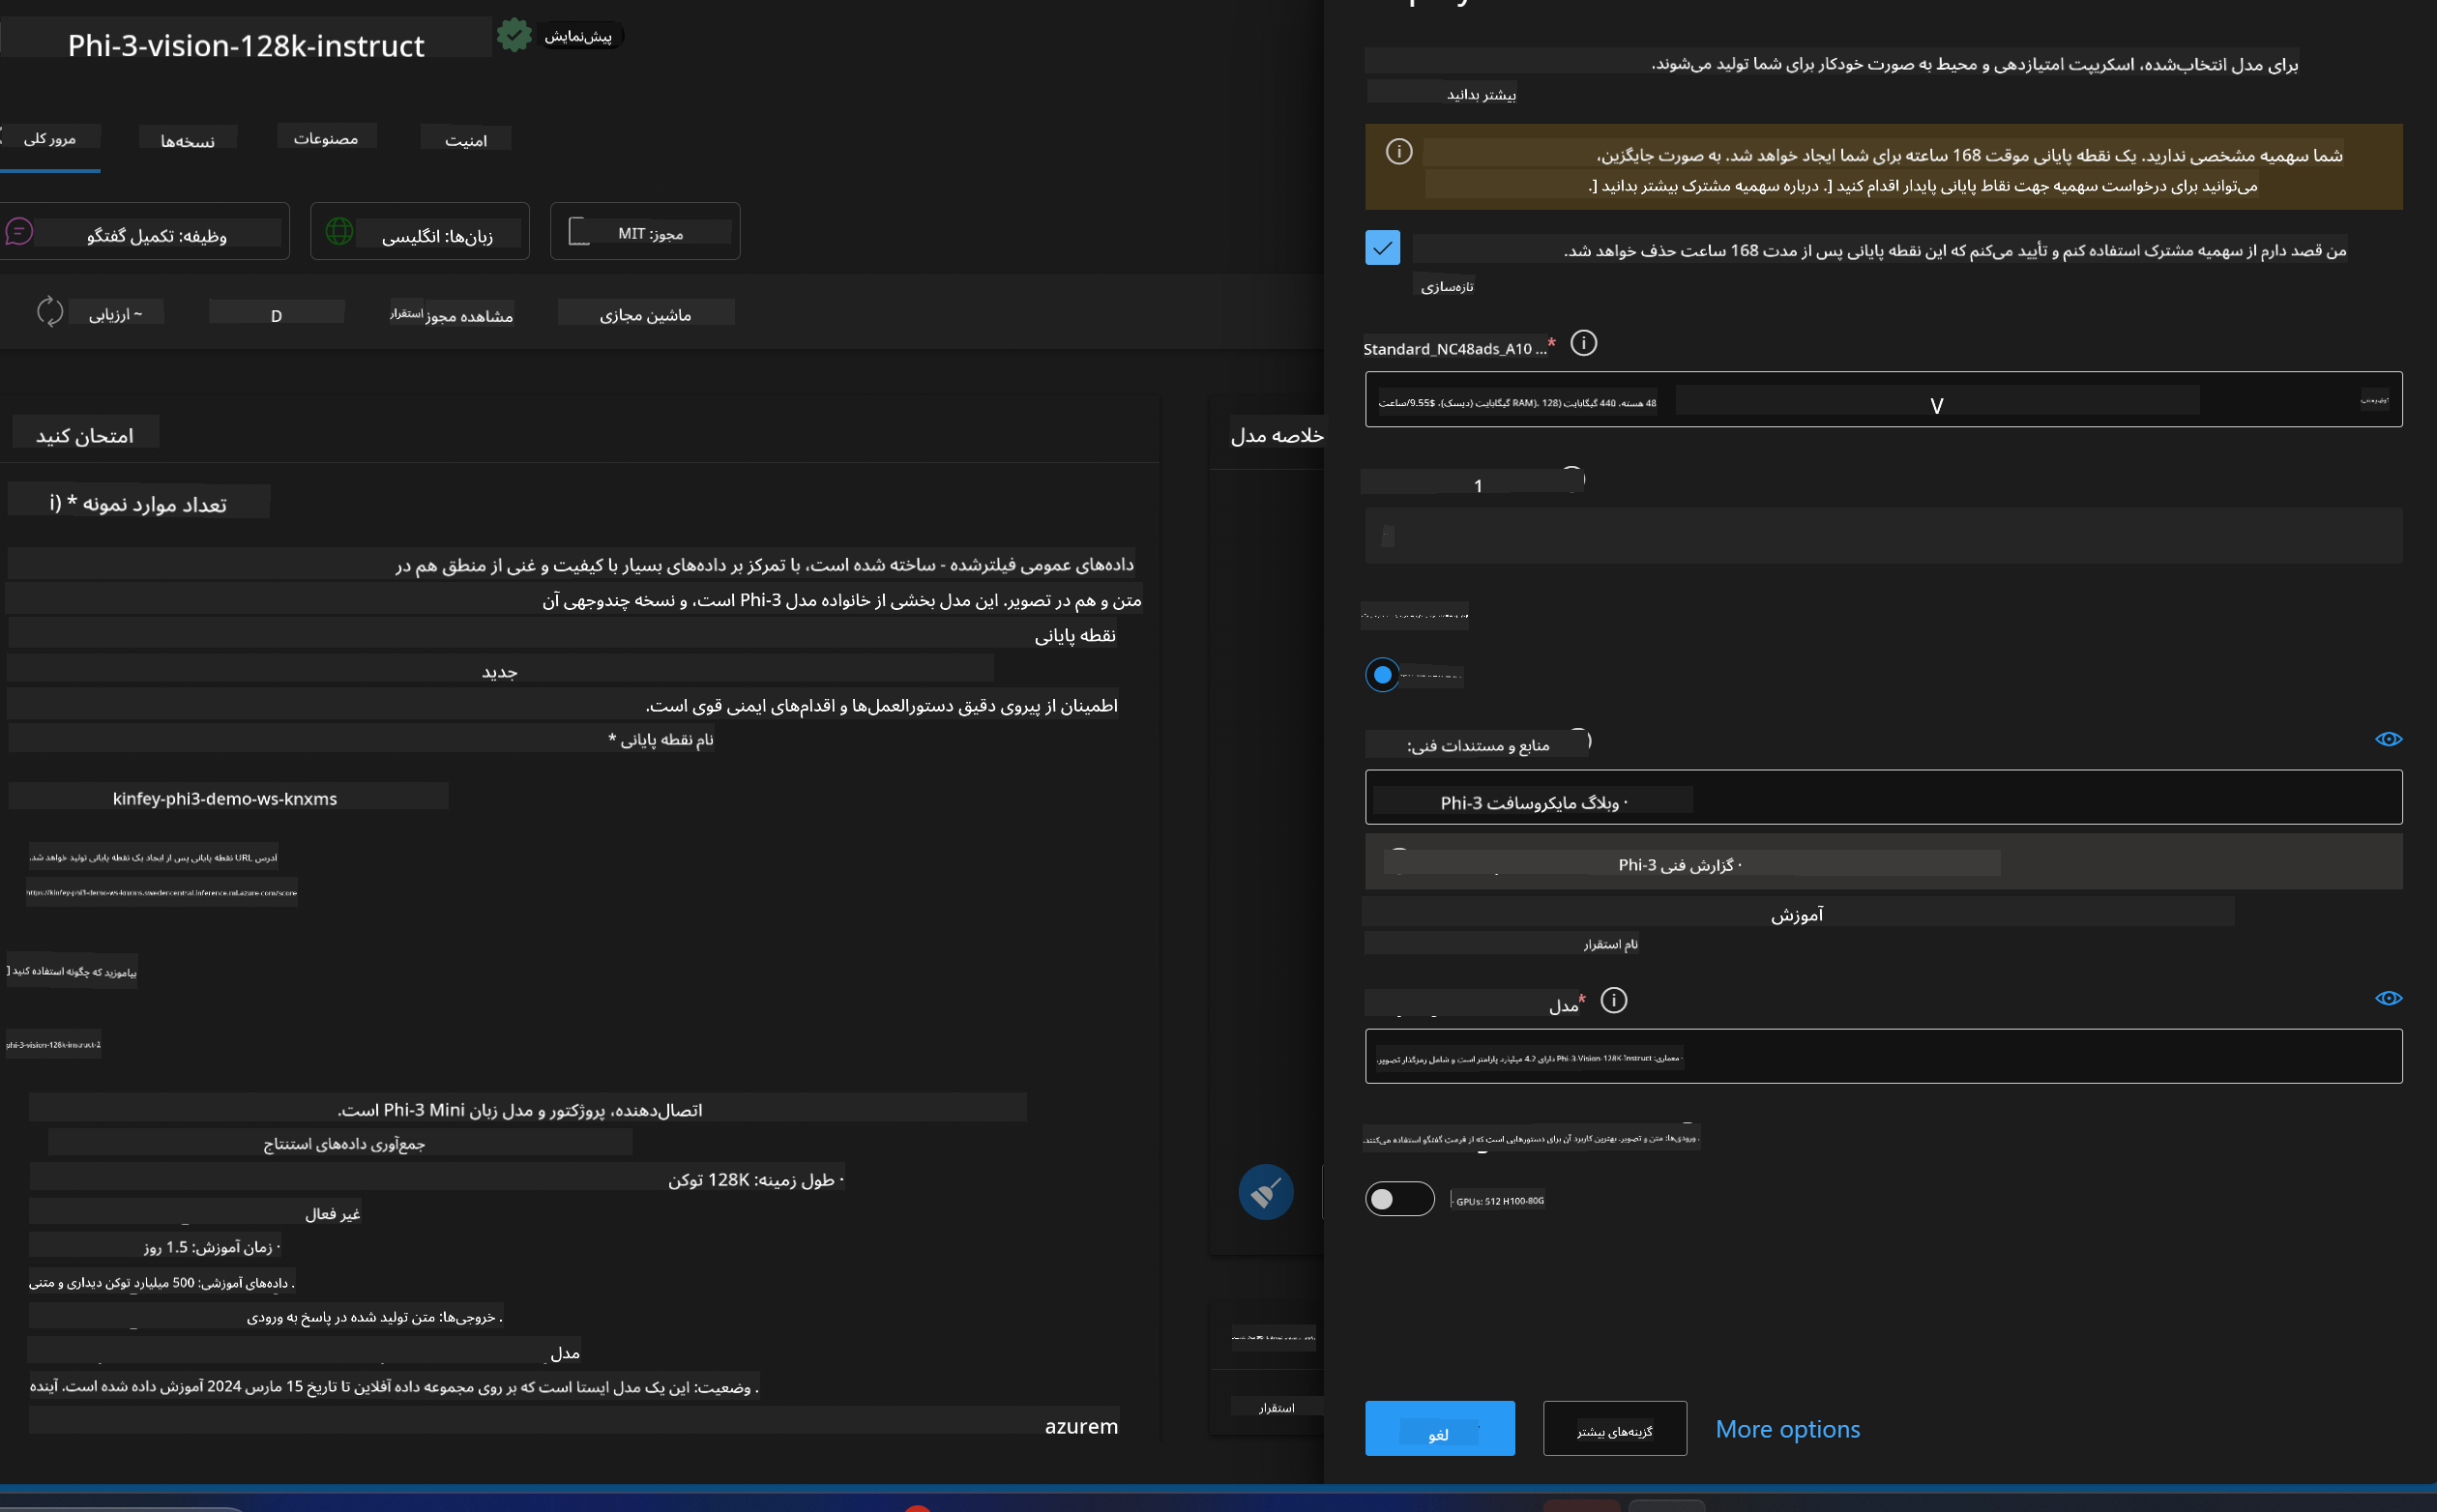 Phi-3-vision-128k-instruct
پیش‌نمایش
مرور کلی
نسخه‌ها
مصنوعات
امنیت
وظیفه: تکمیل گفتگو
زبان‌ها: انگلیسی
مجوز: MIT
~ ارزیابی
D
استقرار
مشاهده مجوز
ماشین مجازی
امتحان کنید
تعداد موارد نمونه * (i
داده‌های عمومی فیلترشده - ساخته شده است، با تمرکز بر داده‌های بسیار با کیفیت و غنی از منطق هم در
متن و هم در تصویر. این مدل بخشی از خانواده مدل Phi-3 است، و نسخه چندوجهی آن
نقطه پایانی
جدید
اطمینان از پیروی دقیق دستورالعمل‌ها و اقدام‌های ایمنی قوی است.
نام نقطه پایانی *
kinfey-phi3-demo-ws-knxms
آدرس URL نقطه پایانی پس از ایجاد یک نقطه پایانی تولید خواهد شد.
https://kinfey-phi3-demo-ws-knxms.swedencentral.inference.ml.azure.com/score
بیاموزید که چگونه استفاده کنید [
phi-3-vision-128k-instruct-2
اتصال‌دهنده، پروژکتور و مدل زبان Phi-3 Mini است.
جمع‌آوری داده‌های استنتاج
· طول زمینه: 128K توکن
غیر فعال
· زمان آموزش: 1.5 روز
. داده‌های آموزشی: 500 میلیارد توکن دیداری و متنی
. خروجی‌ها: متن تولید شده در پاسخ به ورودی
مدل
. وضعیت: این یک مدل ایستا است که بر روی مجموعه داده آفلاین تا تاریخ 15 مارس 2024 آموزش داده شده است. آینده
azurem
خلاصه مدل
استقرار
برای مدل انتخاب‌شده، اسکریپت امتیازدهی و محیط به صورت خودکار برای شما تولید می‌شوند.
بیشتر بدانید
شما سهمیه مشخصی ندارید. یک نقطه پایانی موقت 168 ساعته برای شما ایجاد خواهد شد. به صورت جایگزین،
می‌توانید برای درخواست سهمیه جهت نقاط پایانی پایدار اقدام کنید [. درباره سهمیه مشترک بیشتر بدانید [.
من قصد دارم از سهمیه مشترک استفاده کنم و تأیید می‌کنم که این نقطه پایانی پس از مدت 168 ساعت حذف خواهد شد.
تازه‌سازی
Standard_NC48ads_A10 ...*
48 هسته، 440 گیگابایت (RAM)، 128 گیگابایت (دیسک)، $9.55/ساعت
V
1
منابع و مستندات فنی:
· وبلاگ مایکروسافت Phi-3
· گزارش فنی Phi-3
آموزش
نام استقرار
مدل*
· معماری: Phi-3-Vision-128K-Instruct دارای 4.2 میلیارد پارامتر است و شامل رمزگذار تصویر،
. ورودی‌ها: متن و تصویر. بهترین کاربرد آن برای دستورهایی است که از فرمت گفتگو استفاده می‌کنند.
· GPUs: 512 H100-80G
لغو
گزینه‌های بیشتر
More options